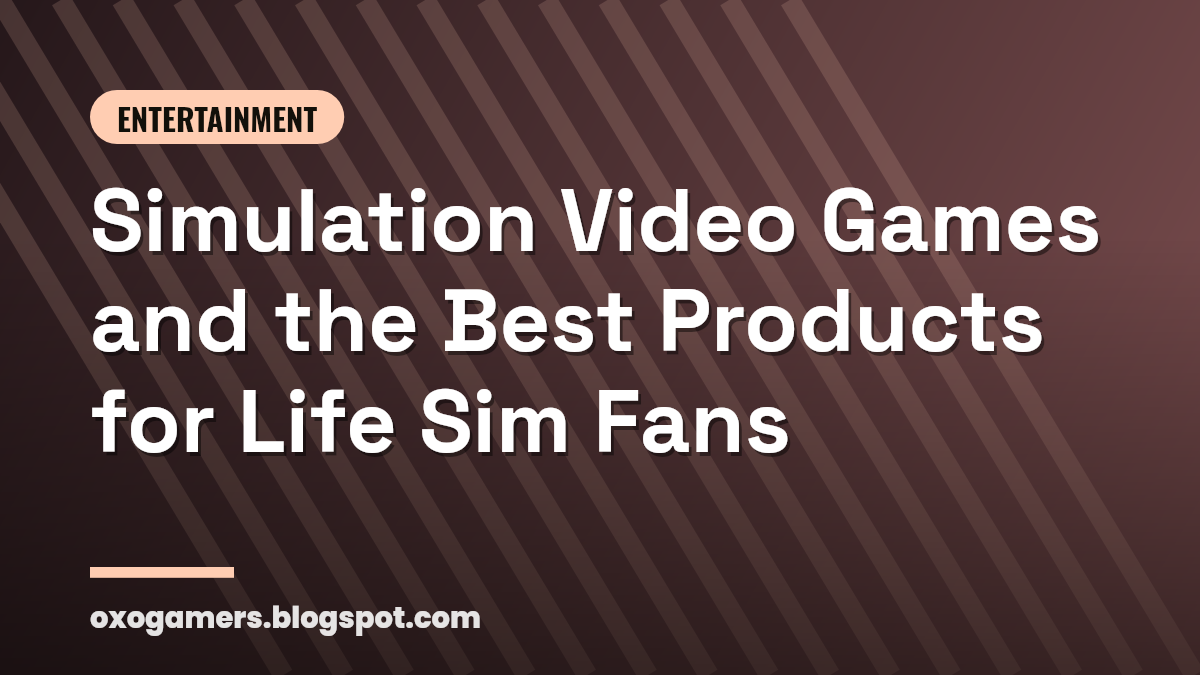 ENTERTAINMENT
Simulation Video Games
and the Best Products
for Life Sim Fans
oxogamers.blogspot.com